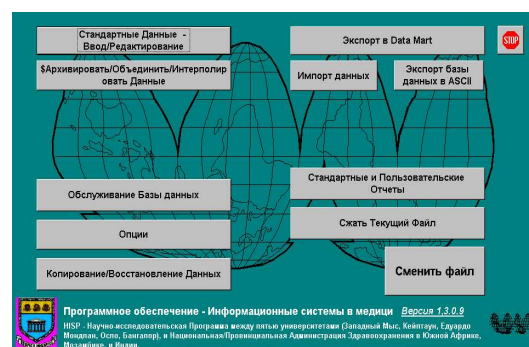 Стандартные Данные -
Ввод/Редактирование
Экспорт в Data Mart
STOP
$Архивировать/Объединить/Интерполир
овать Данные
Импорт данных
Экспорт базы
данных в ASCII
Обслуживание Базы данных
Стандартные и Пользовательские
Отчеты
Опции
Сжать Текущий Файл
Копирование/Восстановление Данных
Сменить файл
Программное обеспечение - Информационные системы в медици Версия 1.3.0.9
HISP - Научно-исследовательская Программа между пятью университетами (Западный Мыс, Кейптаун, Едуардо
Мондлан, Осло, Бангалор), и Национальная/Провинциальная Администрация Здравоохранения в Южной Африке,
Мозамбике, и Индии.